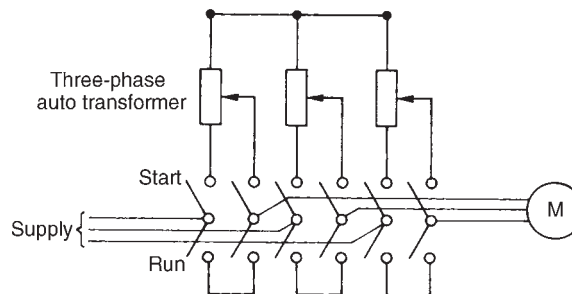 Three-phase
auto transformer
Start
Supply
Run
M